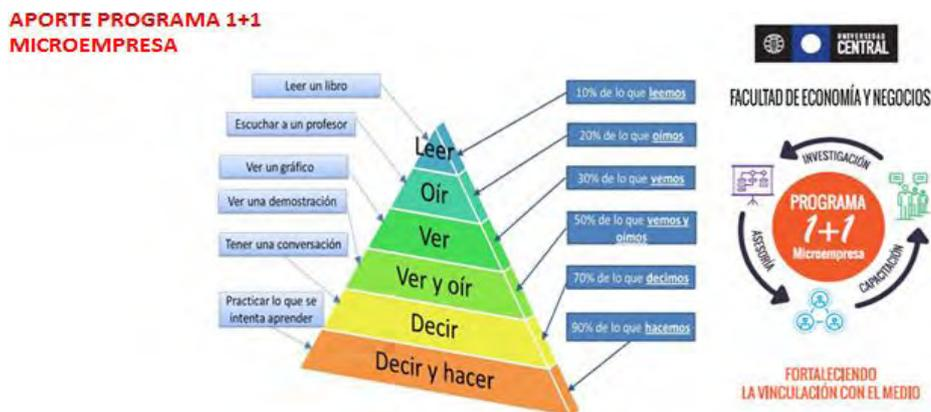 APORTE PROGRAMA 1+1
MICROEMPRESA
Leer un libro
Escuchar a un profesor
Ver un gráfico
Ver una demostración
Tener una conversación
Practicar lo que se
intenta aprender
Leer
Oír
Ver
Ver y oír
Decir
Decir y hacer
10% de lo que leemos
20% de lo que oímos
30% de lo que vemos
50% de lo que vemos y
oímos
70% de lo que decimos
90% de lo que hacemos
UNIVERSIDAD
CENTRAL
FACULTAD DE ECONOMÍA Y NEGOCIOS
INVESTIGACIÓN
PROGRAMA
1+1
Microempresa
ASESORÍA
CAPACITACIÓN
FORTALECIENDO
LA VINCULACIÓN CON EL MEDIO